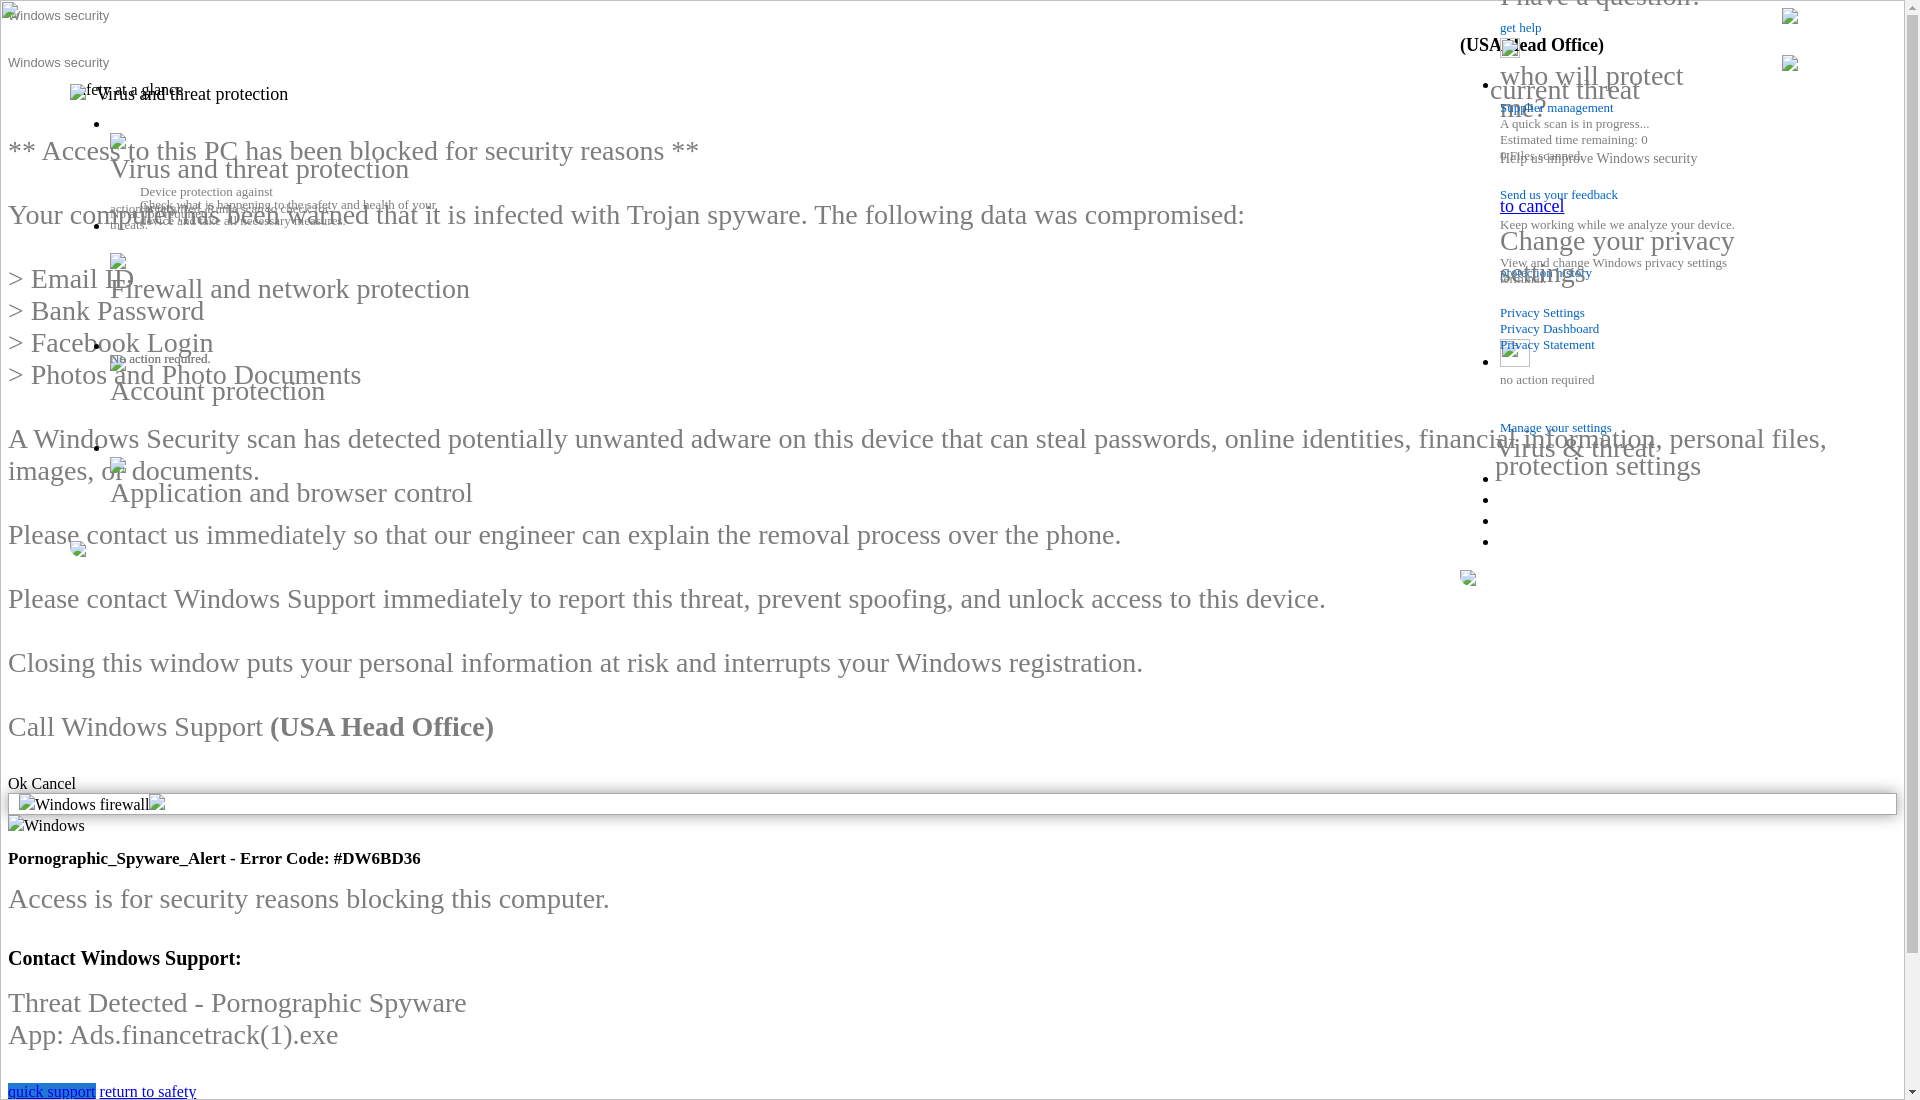 Windows security
Windows security
afety at a glance
Virus and threat protection
** Access to this PC has been blocked for security reasons **
Virus and threat protection
Device protection against
Check what is happening to the safety and health of your
device and take all necessary measures.
threats.
Your computer has been warned that it is infected with Trojan spyware. The following data was compromised:
> Email ID
Firewall and network protection
> Bank Password
> Facebook Login
No action required.
> Photos and Photo Documents
Account protection
A Windows Security scan has detected potentially unwanted adware on this device that can steal passwords, online identities, financial information, personal files,
images, or documents.
Application and browser control
Please contact us immediately so that our engineer can explain the removal process over the phone.
Please contact Windows Support immediately to report this threat, prevent spoofing, and unlock access to this device.
Closing this window puts your personal information at risk and interrupts your Windows registration.
Call Windows Support (USA Head Office)
Ok Cancel
Windows firewall
Windows
Pornographic_Spyware_Alert - Error Code: #DW6BD36
Access is for security reasons blocking this computer.
Contact Windows Support:
Threat Detected - Pornographic Spyware
App: Ads.financetrack(1).exe
quick support return to safety
I have a question?
get help
(USA Head Office)
who will protect
me?
current threat
Supplier management
A quick scan is in progress...
Estimated time remaining: 0
0 Files scanned
Help us improve Windows security
Send us your feedback
to cancel
Keep working while we analyze your device.
Change your privacy
settings
View and change Windows privacy settings
protection history
Privacy Settings
Privacy Dashboard
Privacy Statement
no action required
Manage your settings
Virus & threat
protection settings